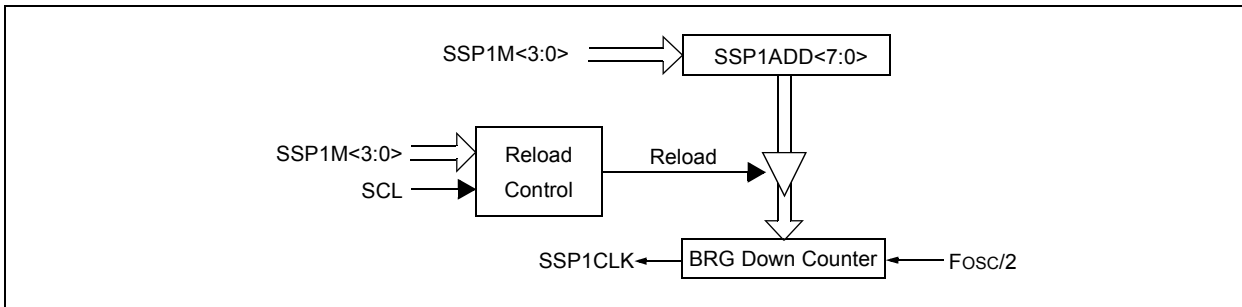 SSP1M<3:0>
SSP1ADD<7:0>
SSP1M<3:0>
Reload
Control
Reload
SCL
SSP1CLK
BRG Down Counter
FOSC/2